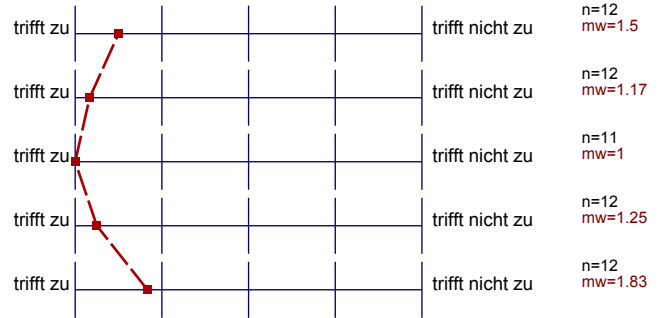 trifft zu trifft nicht zu n=12
mw=1.5
trifft zu trifft nicht zu n=12
mw=1.17
trifft zu trifft nicht zu n=11
mw=1
trifft zu trifft nicht zu n=12
mw=1.25
trifft zu trifft nicht zu n=12
mw=1.83